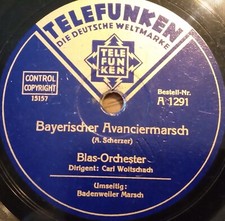 TELEFUNKEN
DIE DEUTSCHE WELTMARKE
TELE
FUN
KEN
CONTROL
COPYRIGHT
15157
Bestell-Nr.
A 1291
Bayerischer Avanciermarsch
(A. Scherzer)
Blas-Orchester
Dirigent: Carl Woitschach
Umseitig:
Badenweiler Marsch